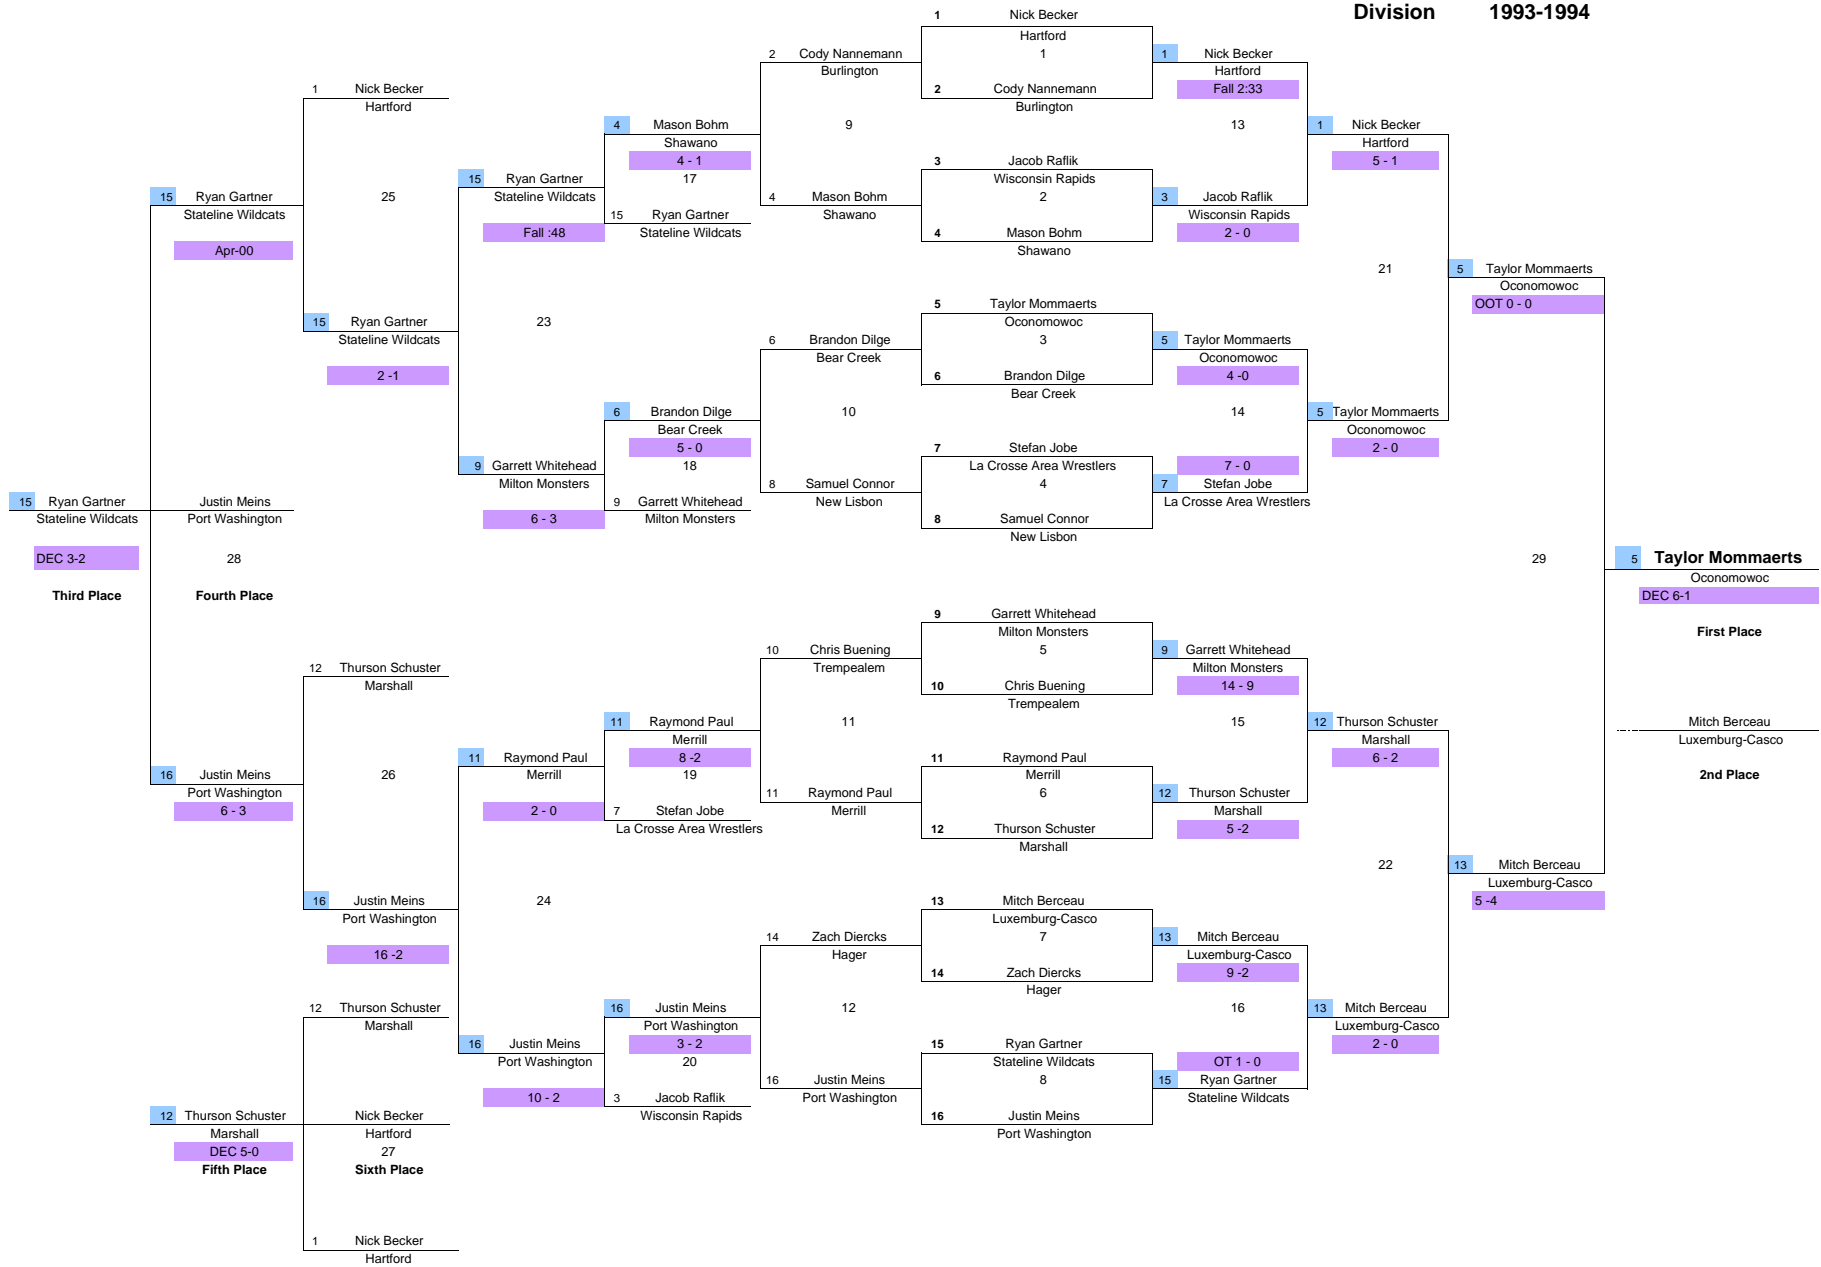 Division 1993-1994
1 Nick Becker
Hartford
2 Cody Nannemann 1 1 Nick Becker
Burlington Hartford
1 Nick Becker 2 Cody Nannemann Fall 2:33
Hartford Burlington
4 Mason Bohm 9 13 1 Nick Becker
Shawano Hartford
4 - 1 3 Jacob Raflik 5 - 1
15 Ryan Gartner 17 Wisconsin Rapids
15 Ryan Gartner 25 Stateline Wildcats 4 Mason Bohm 2 3 Jacob Raflik
Stateline Wildcats 15 Ryan Gartner Shawano Wisconsin Rapids
Fall :48 Stateline Wildcats 4 Mason Bohm 2 - 0
Apr-00 Shawano
21 5 Taylor Mommaerts
Oconomowoc
5 Taylor Mommaerts OOT 0 - 0
15 Ryan Gartner 23 Oconomowoc
Stateline Wildcats 6 Brandon Dilge 3 5 Taylor Mommaerts
Bear Creek Oconomowoc
2 -1 6 Brandon Dilge 4 -0
Bear Creek
6 Brandon Dilge 10 14 5 Taylor Mommaerts
Bear Creek Oconomowoc
5 - 0 7 Stefan Jobe 2 - 0
9 Garrett Whitehead 18 La Crosse Area Wrestlers 7 - 0
Milton Monsters 8 Samuel Connor 4 7 Stefan Jobe
15 Ryan Gartner Justin Meins 9 Garrett Whitehead New Lisbon La Crosse Area Wrestlers
Stateline Wildcats Port Washington 6 - 3 Milton Monsters 8 Samuel Connor
New Lisbon
DEC 3-2 28 29 5 Taylor Mommaerts
Oconomowoc
Third Place Fourth Place DEC 6-1
9 Garrett Whitehead
Milton Monsters First Place
10 Chris Buening 5 9 Garrett Whitehead
12 Thurson Schuster Trempealem Milton Monsters
Marshall 10 Chris Buening 14 - 9
Trempealem
11 Raymond Paul 11 15 12 Thurson Schuster Mitch Berceau
Merrill Marshall Luxemburg-Casco
11 Raymond Paul 8 -2 11 Raymond Paul 6 - 2
16 Justin Meins 26 Merrill 19 Merrill 2nd Place
Port Washington 11 Raymond Paul 6 12 Thurson Schuster
6 - 3 2 - 0 7 Stefan Jobe Merrill Marshall
La Crosse Area Wrestlers 12 Thurson Schuster 5 -2
Marshall
22 13 Mitch Berceau
Luxemburg-Casco
16 Justin Meins 24 13 Mitch Berceau 5 -4
Port Washington Luxemburg-Casco
14 Zach Diercks 7 13 Mitch Berceau
16 -2 Hager Luxemburg-Casco
14 Zach Diercks 9 -2
Hager
12 Thurson Schuster 16 Justin Meins 12 16 13 Mitch Berceau
Marshall Port Washington Luxemburg-Casco
16 Justin Meins 3 - 2 15 Ryan Gartner 2 - 0
Port Washington 20 Stateline Wildcats OT 1 - 0
16 Justin Meins 8 15 Ryan Gartner
10 - 2 3 Jacob Raflik Port Washington Stateline Wildcats
12 Thurson Schuster Nick Becker Wisconsin Rapids 16 Justin Meins
Marshall Hartford Port Washington
DEC 5-0 27
Fifth Place Sixth Place
1 Nick Becker
Hartford